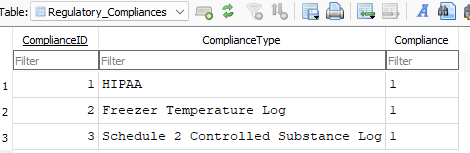 Table: Regulatory_Compliances
ComplianceID ComplianceType Compliance
Filter Filter Filter
1 1 HIPAA 1
2 2 Freezer Temperature Log 1
3 3 Schedule 2 Controlled Substance Log 1